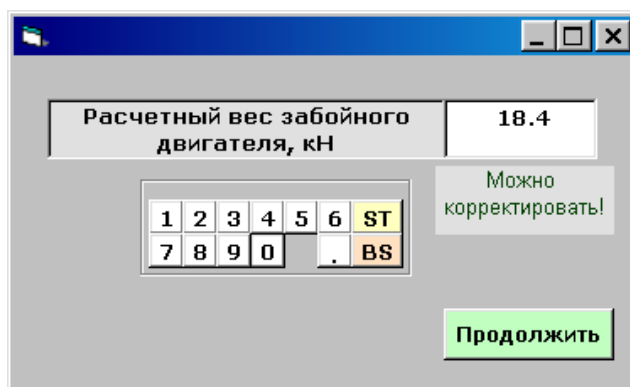 Расчетный вес забойного
двигателя, кН
18.4
Можно
корректировать!
1 2 3 4 5 6 ST
7 8 9 0 . BS
Продолжить